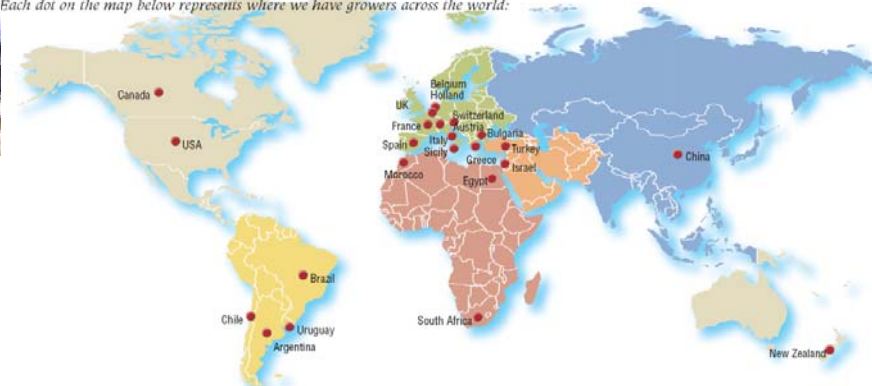 Each dot on the map below represents where we have growers across the world:
Canada
USA
Belgium
Holland
UK
Switzerland
France
Austria
Bulgaria
Spain
Italy
Turkey
Sicily
Greece
Israel
Morocco
Egypt
China
Brazil
Chile
Uruguay
Argentina
South Africa
New Zealand